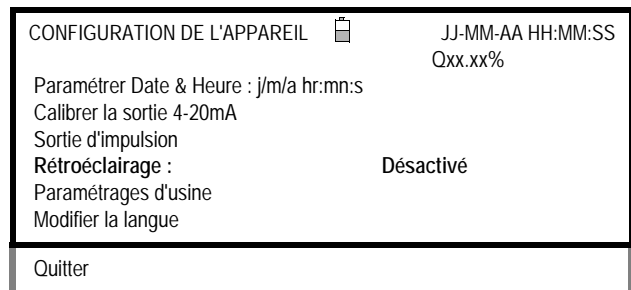 CONFIGURATION DE L'APPAREIL JJ-MM-AA HH:MM:SS
Qxx.xx%
Paramétrer Date & Heure : j/m/a hr:mn:s
Calibrer la sortie 4-20mA
Sortie d'impulsion
Rétroéclairage : Désactivé
Paramétrages d'usine
Modifier la langue
Quitter